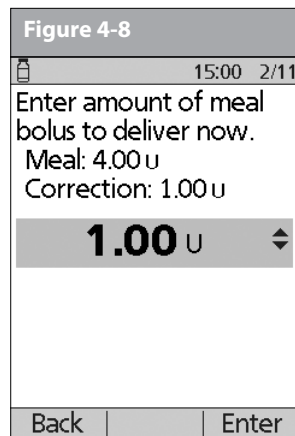 Figure 4-8
15:00 2/11
Enter amount of meal
bolus to deliver now.
Meal: 4.00 U
Correction: 1.00 U
1.00 U
Back Enter